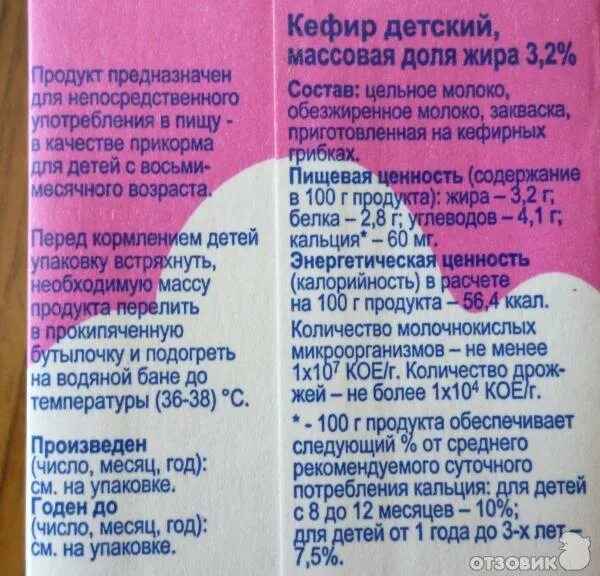 Продукт предназначен
для непосредственного
употребления в пищу -
в качестве прикорма
для детей с восьми-
месячного возраста.
Перед кормлением детей
упаковку встряхнуть,
необходимую массу
продукта перелить
в прокипяченную
бутылочку и подогреть
на водяной бане до
температуры (36-38) °С.
Произведен
(число, месяц, год):
см. на упаковке.
Годен до
(число, месяц, год):
см. на упаковке.
Кефир детский,
массовая доля жира 3,2%
Состав: цельное молоко,
обезжиренное молоко, закваска,
приготовленная на кефирных
грибках.
Пищевая ценность (содержание
в 100 г продукта): жира – 3,2 г;
белка – 2,8 г; углеводов – 4,1 г;
кальция* – 60 мг.
Энергетическая ценность
(калорийность) в расчете
на 100 г продукта – 56,4 ккал.
Количество молочнокислых
микроорганизмов – не менее
1х10⁷ КОЕ/г. Количество дрож-
жей – не более 1х10⁴ КОЕ/г.
* - 100 г продукта обеспечивает
следующий % от среднего
рекомендуемого суточного
потребления кальция: для детей
с 8 до 12 месяцев – 10%;
для детей от 1 года до 3-х лет –
7,5%.
ОТЗОВИК